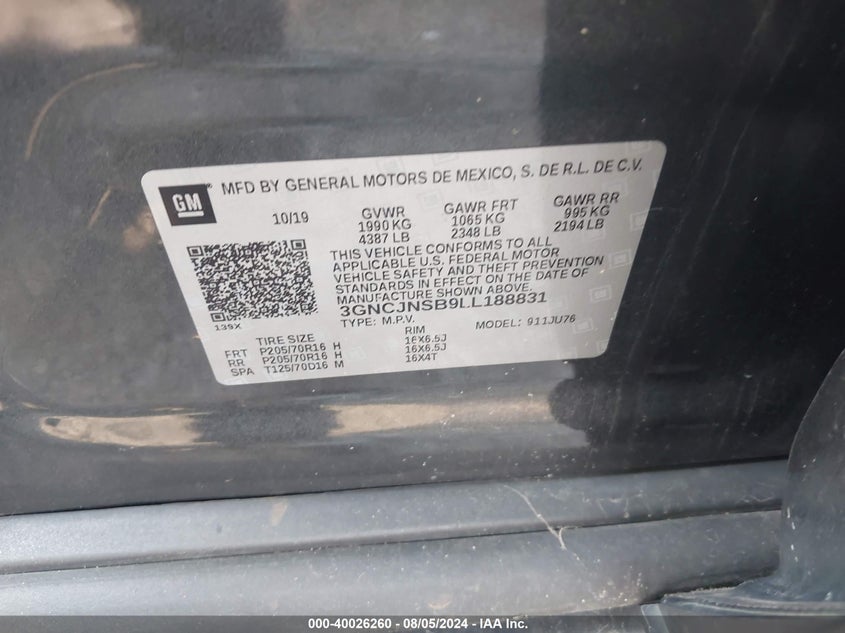 GM
MFD BY GENERAL MOTORS DE MEXICO, S. DE R.L. DE C.V.
10/19 GVWR GAWR FRT GAWR RR
1990 KG 1065 KG 995 KG
4387 LB 2348 LB 2194 LB
THIS VEHICLE CONFORMS TO ALL
APPLICABLE U.S. FEDERAL MOTOR
VEHICLE SAFETY AND THEFT PREVENTION
STANDARDS IN EFFECT ON THE DATE OF
MANUFACTURE SHOWN ABOVE.
3GNCJNSB9LL188831
TYPE: M.P.V. MODEL: 911JU76
139X
TIRE SIZE RIM
FRT P205/70R16 H 16X6.5J
RR P205/70R16 H 16X6.5J
SPA T125/70D16 M 16X4T
000-40026260 - 08/05/2024 - IAA Inc.